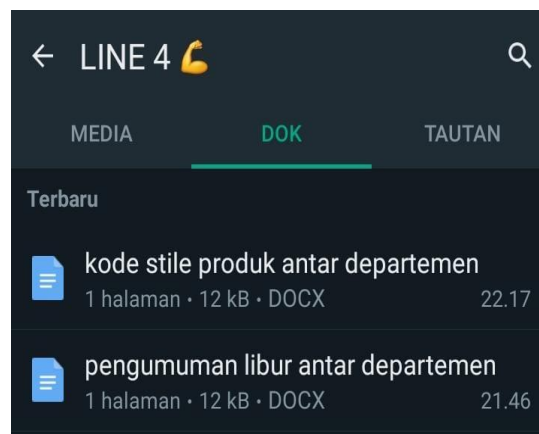 LINE 4 💪
MEDIA DOK TAUTAN
Terbaru
kode stile produk antar departemen
1 halaman • 12 kB • DOCX 22.17
pengumuman libur antar departemen
1 halaman • 12 kB • DOCX 21.46